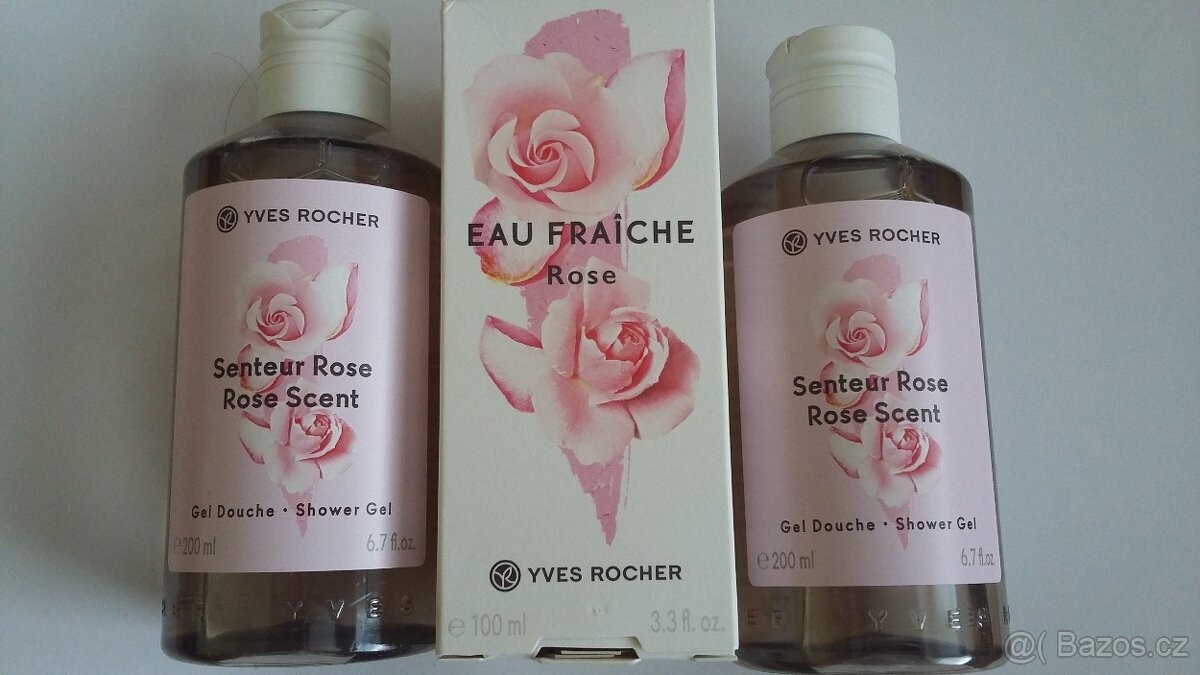 YVES ROCHER
Senteur Rose
Rose Scent
Gel Douche • Shower Gel
e 200 ml 6.7 fl.oz.
YVES
EAU FRAÎCHE
Rose
YVES ROCHER
e 100 ml 3.3 fl. oz.
YVES ROCHER
Senteur Rose
Rose Scent
Gel Douche • Shower Gel
e 200 ml 6.7 fl.oz.
YVES
@( Bazos.cz